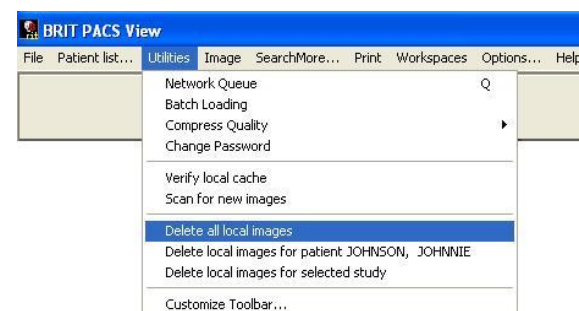 BRIT PACS View
File Patient list... Utilities Image SearchMore... Print Workspaces Options... Help
Network Queue Q
Batch Loading
Compress Quality
Change Password
Verify local cache
Scan for new images
Delete all local images
Delete local images for patient JOHNSON, JOHNNIE
Delete local images for selected study
Customize Toolbar...